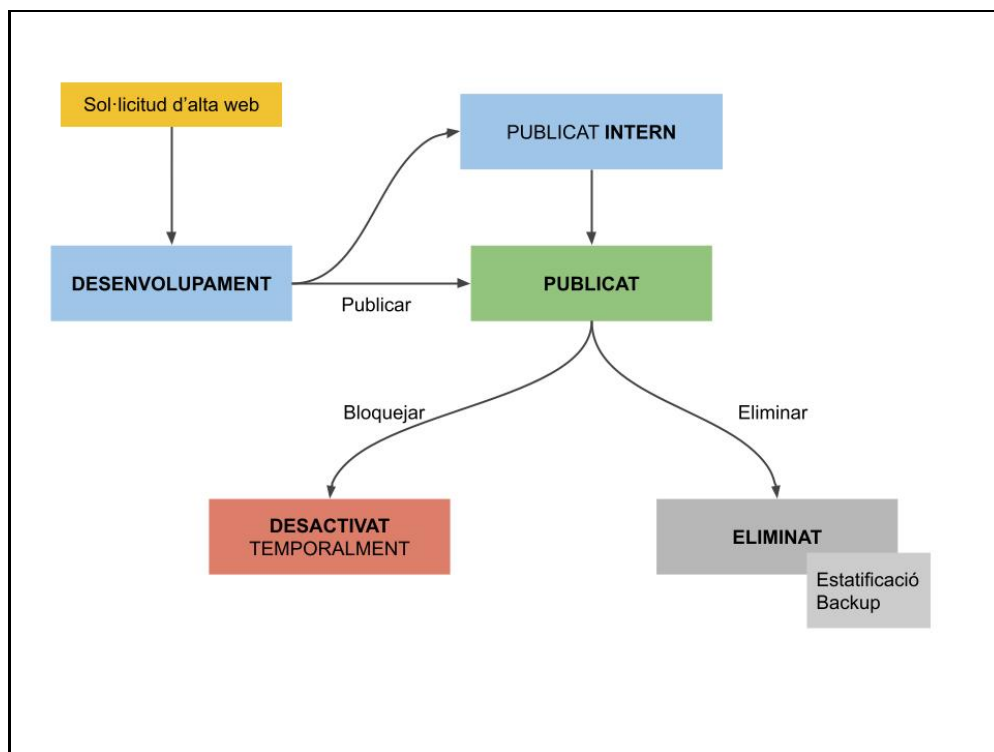 Sol·licitud d'alta web
PUBLICAT INTERN
DESENVOLUPAMENT
PUBLICAT
Publicar
Bloquejar
Eliminar
DESACTIVAT
TEMPORALMENT
ELIMINAT
Estatificació
Backup